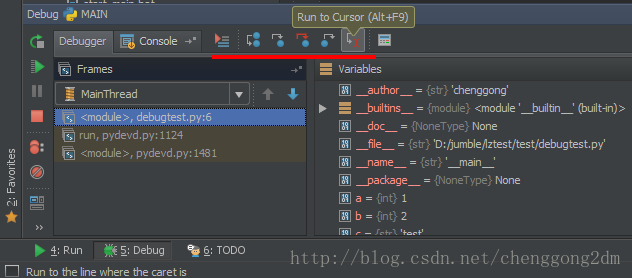 Debug MAIN
Run to Cursor (Alt+F9)
Debugger
Console
Frames
Variables
MainThread
<module>, debugtest.py:6
run, pydevd.py:1124
<module>, pydevd.py:1481
__author__ = {str} 'chenggong'
__builtins__ = {module} <module '__builtin__' (built-in)>
__doc__ = {NoneType} None
__file__ = {str} 'D:/jumble/lztest/test/debugtest.py'
__name__ = {str} '__main__'
__package__ = {NoneType} None
a = {int} 1
b = {int} 2
c = {str} 'test'
2: Favorites
4: Run
5: Debug
6: TODO
http://blog.csdn.net/chenggong2dm
Run to the line where the caret is